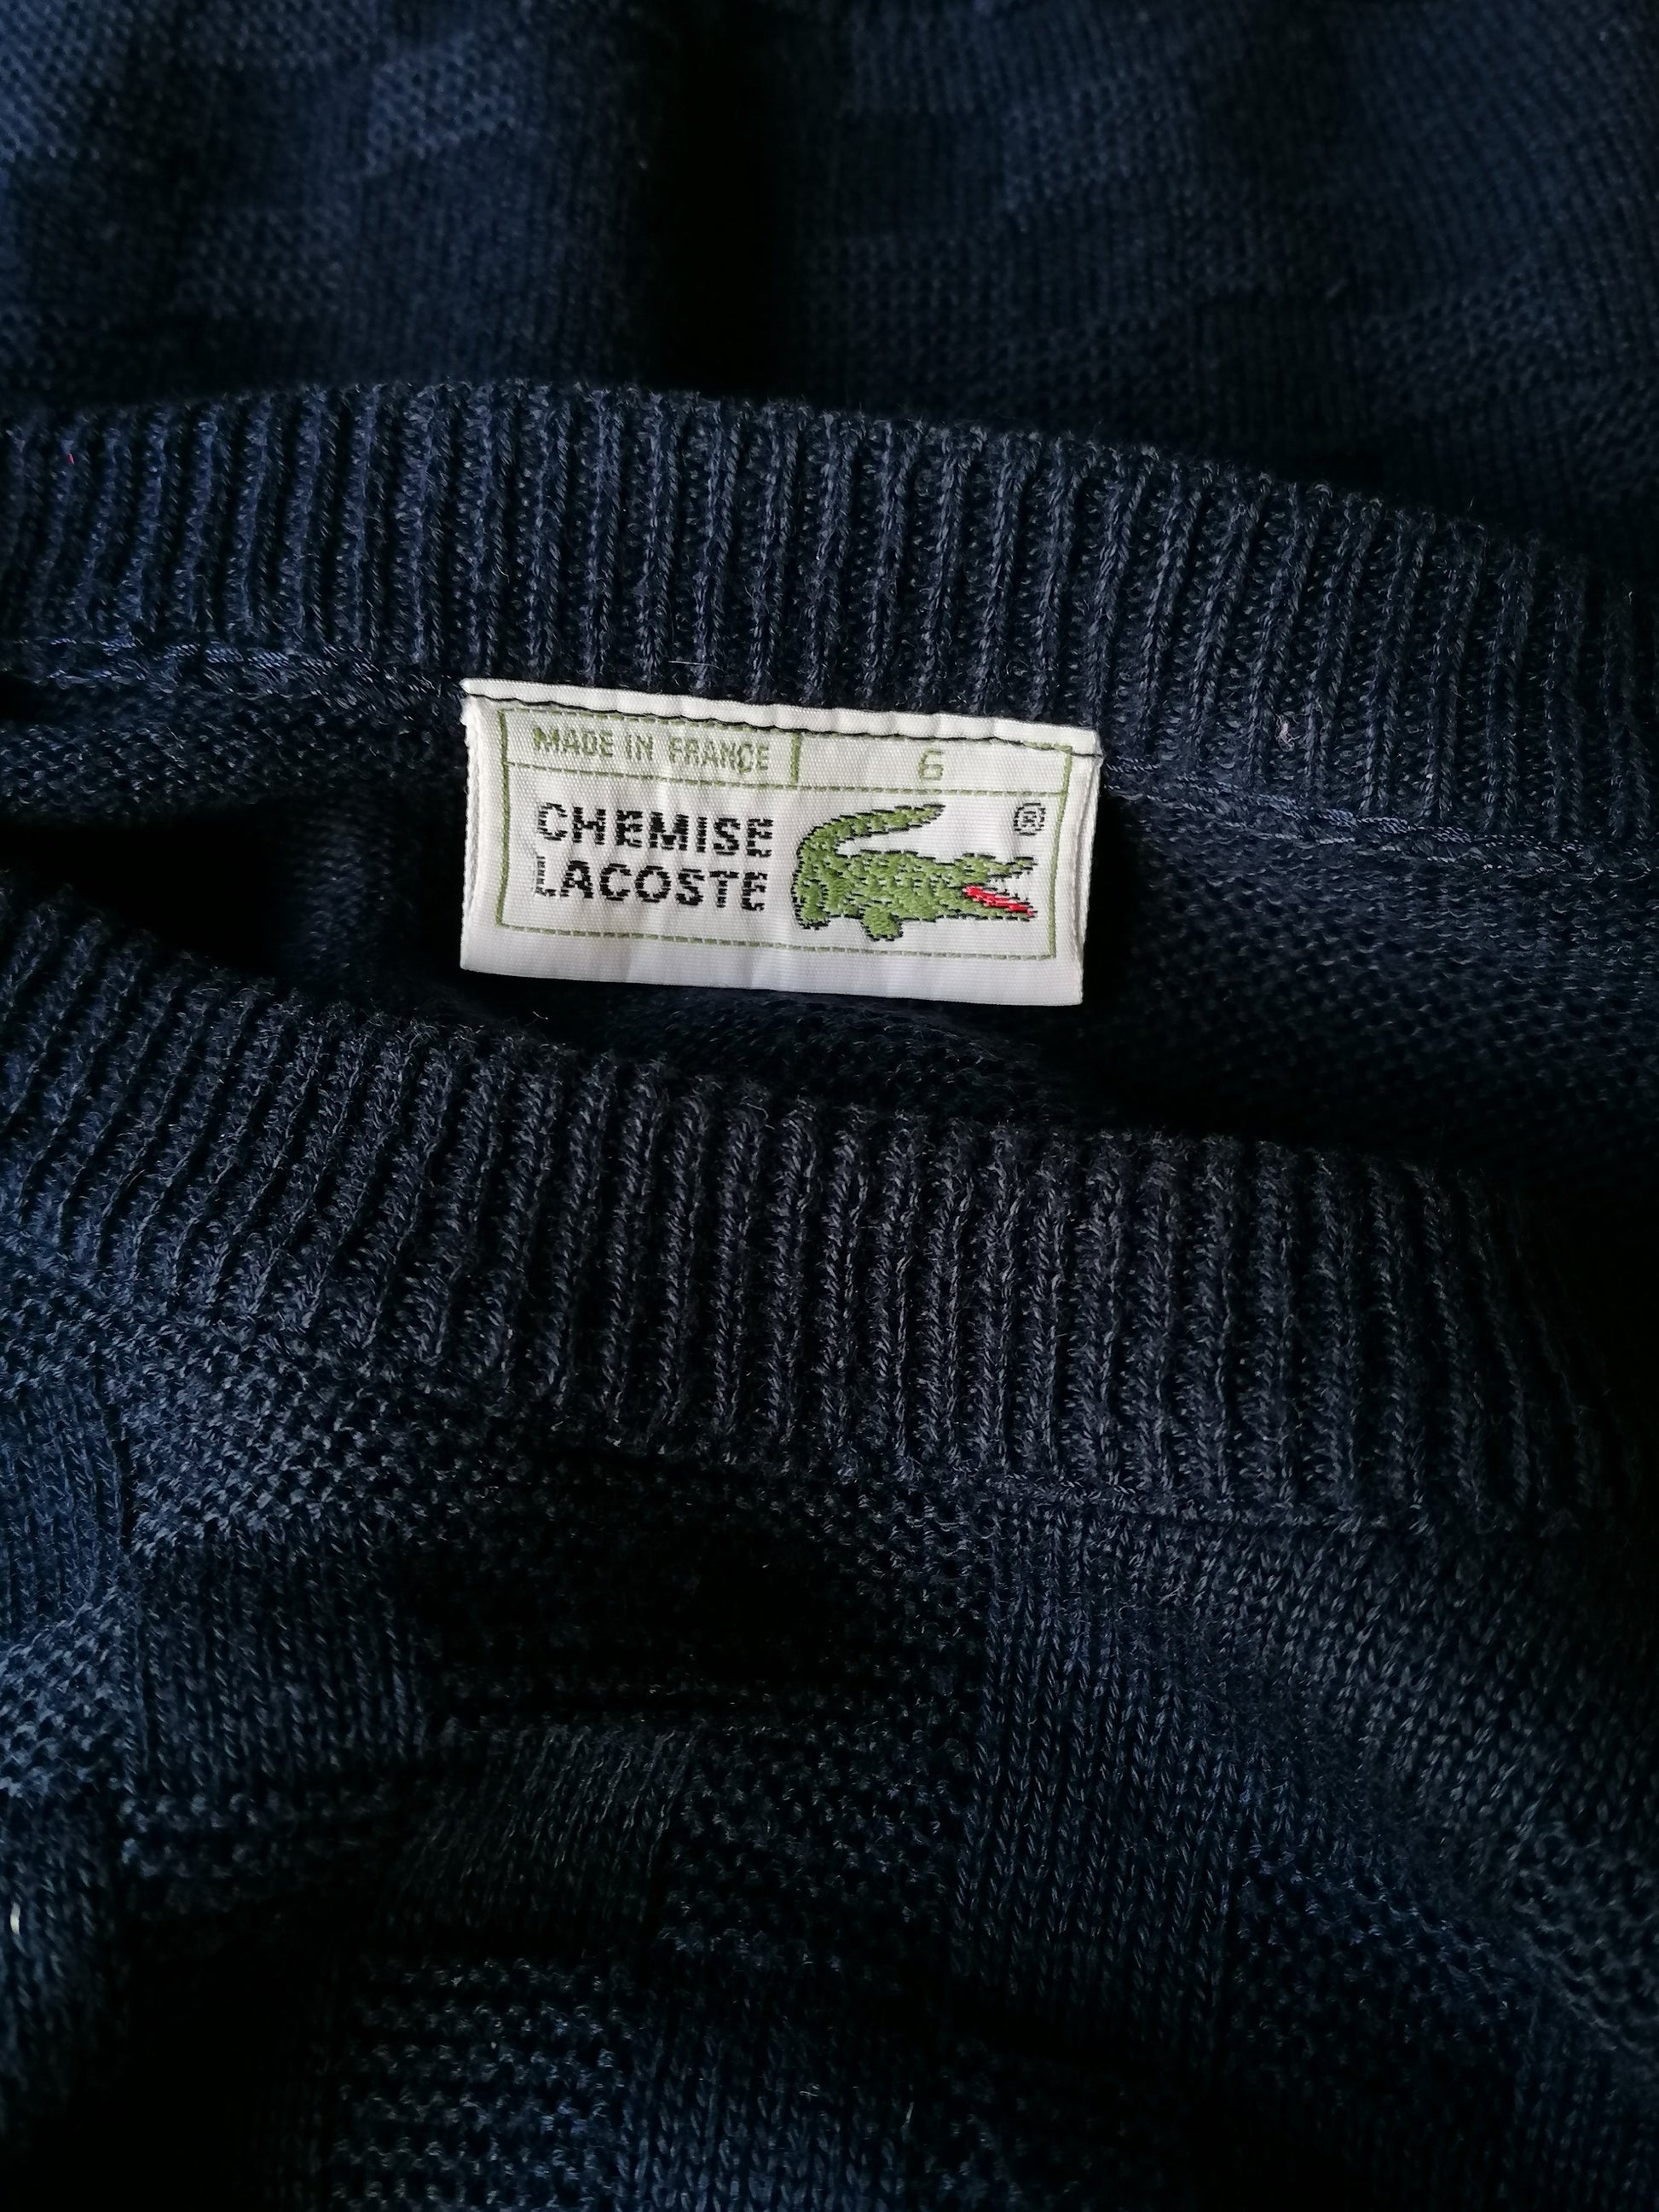 MADE IN FRANCE 6
CHEMISE
LACOSTE
®